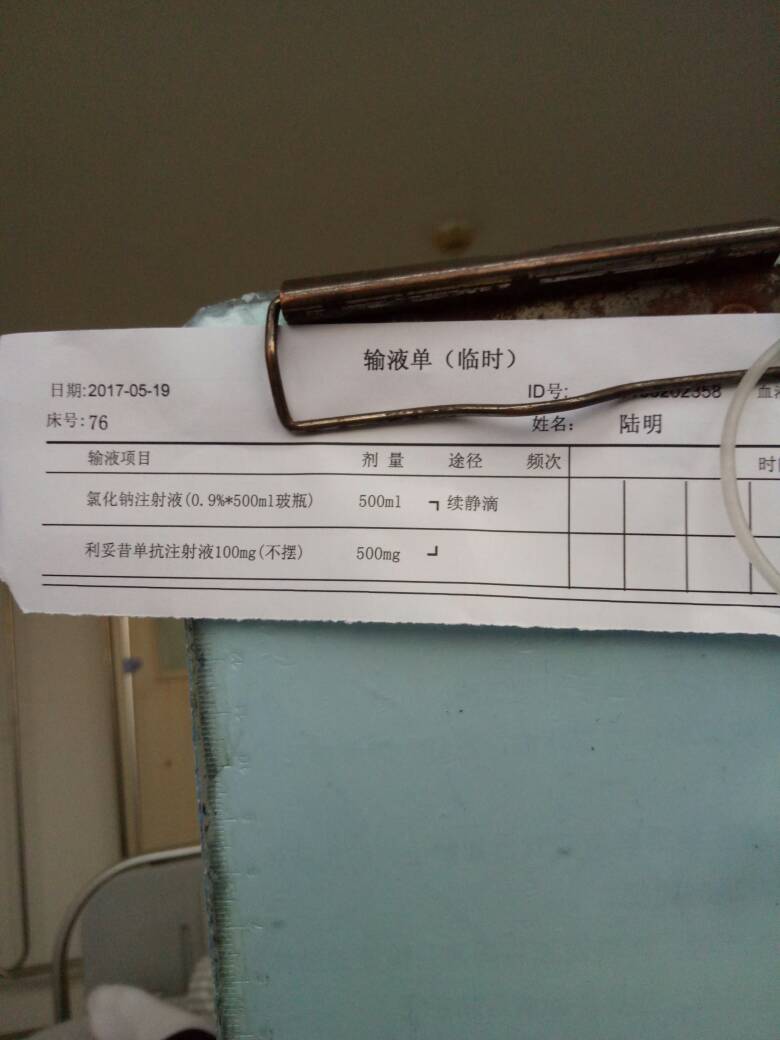 输液单（临时）
日期:2017-05-19 ID号:
床号:76 姓名: 陆明
输液项目 剂 量 途径 频次
氯化钠注射液(0.9%*500ml玻瓶) 500ml ┓ 续静滴
利妥昔单抗注射液100mg(不摆) 500mg ┛